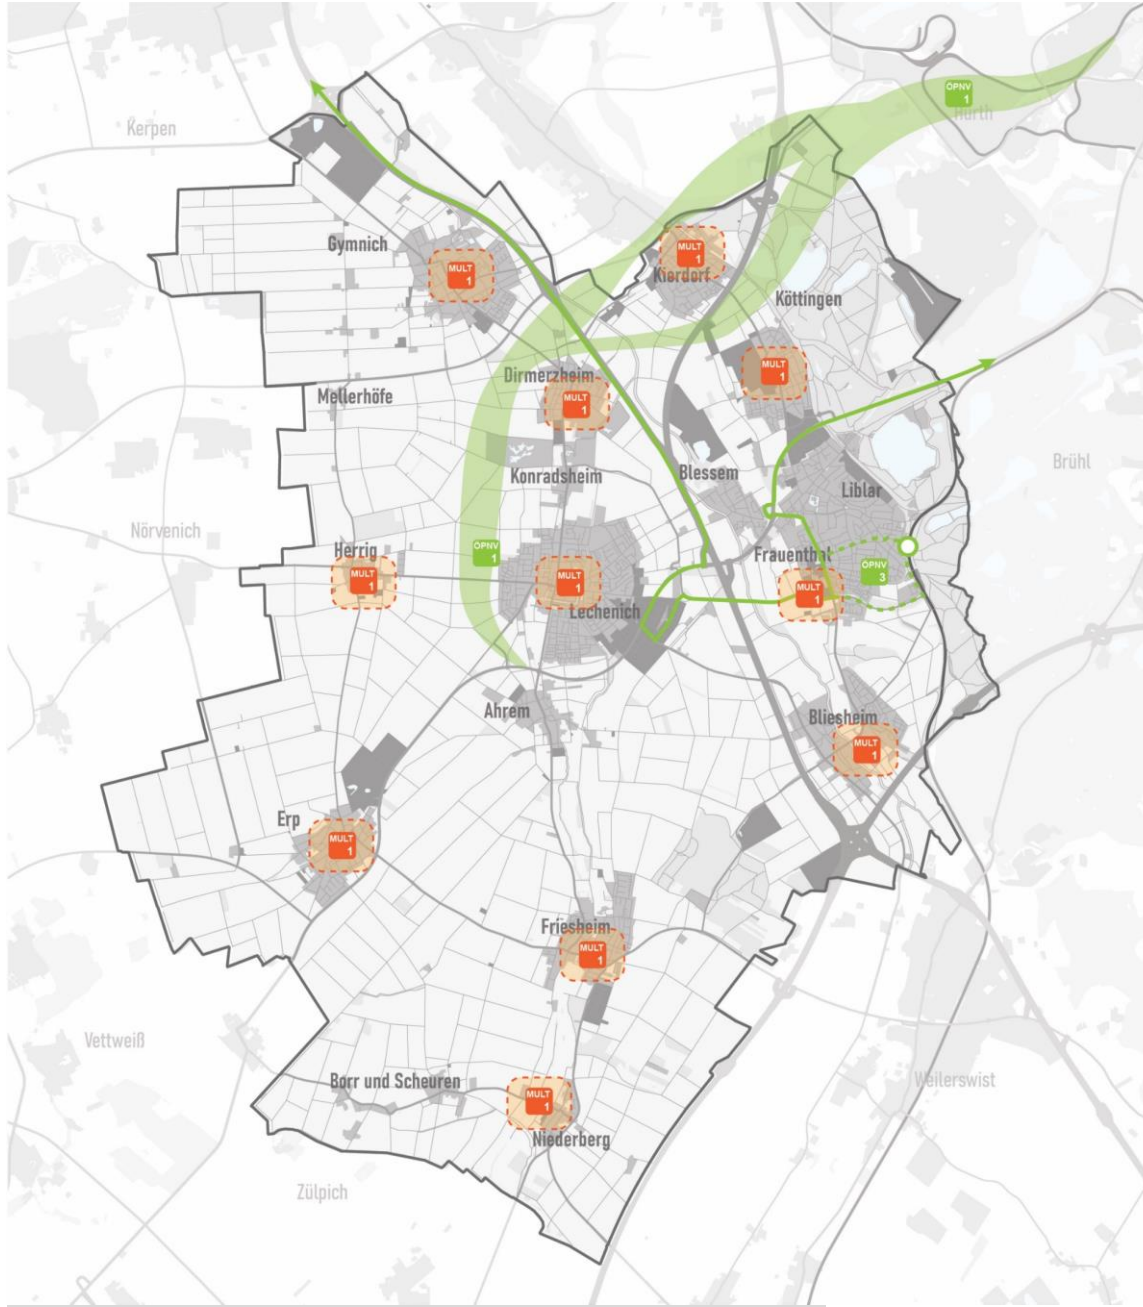 ÖPNV
1
Hürth
Kerpen
Gymnich
MULT
1
MULT
1
Kierdorf
Köttingen
MULT
1
Dirmerzheim
MULT
1
Mellerhöfe
Konradsheim
Blessem
Brühl
Liblar
Nörvenich
Herrig
MULT
1
ÖPNV
1
MULT
1
Lechenich
Frauenthal
MULT
1
ÖPNV
3
Ahrem
Bliesheim
MULT
1
Erp
MULT
1
Friesheim
MULT
1
Vettweiß
Borr und Scheuren
MULT
1
Niederberg
Weilerswist
Zülpich